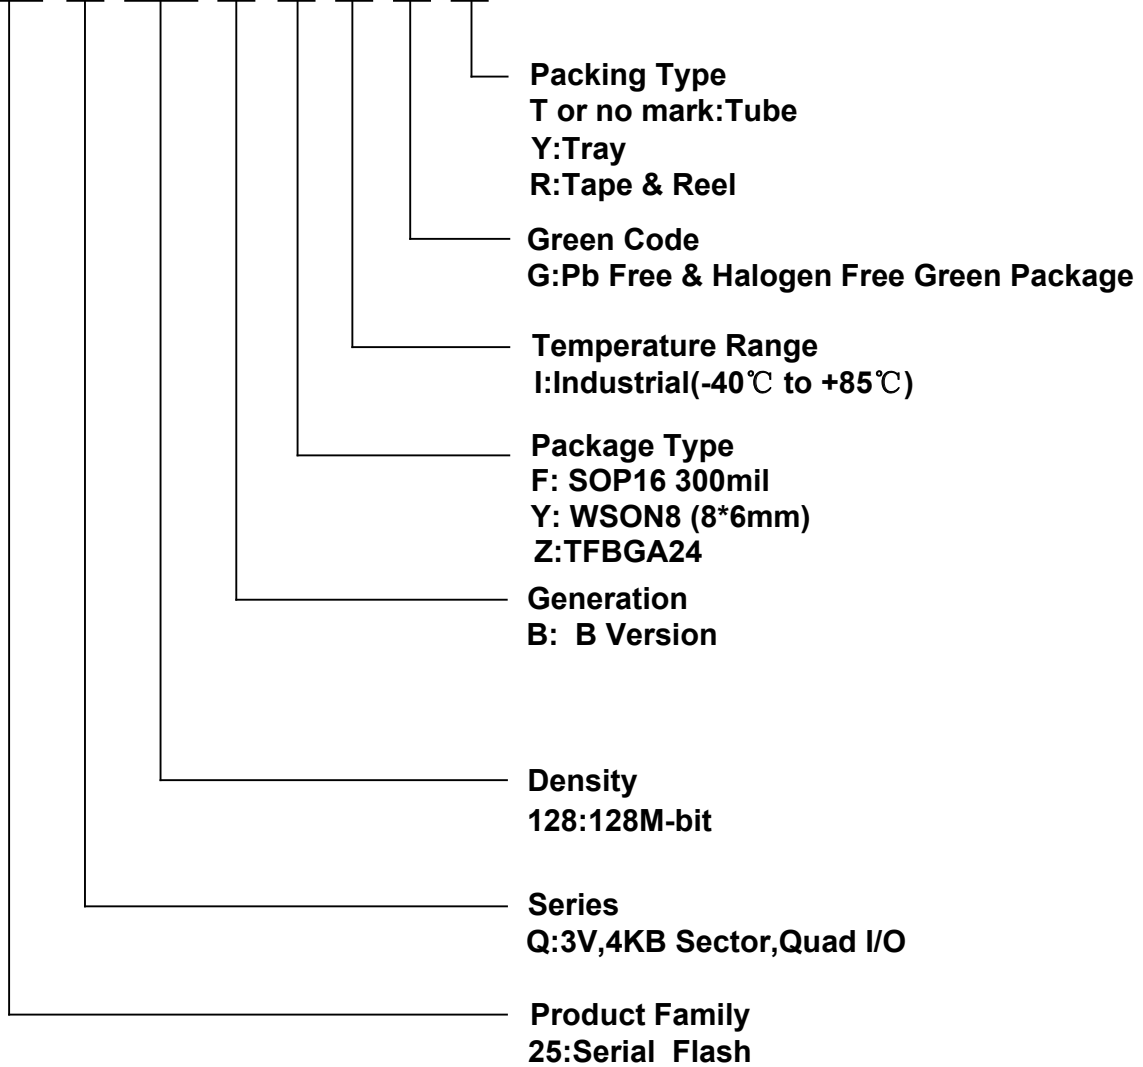 Packing Type
T or no mark:Tube
Y:Tray
R:Tape & Reel
Green Code
G:Pb Free & Halogen Free Green Package
Temperature Range
I:Industrial(-40℃ to +85℃)
Package Type
F: SOP16 300mil
Y: WSON8 (8*6mm)
Z:TFBGA24
Generation
B: B Version
Density
128:128M-bit
Series
Q:3V,4KB Sector,Quad I/O
Product Family
25:Serial Flash